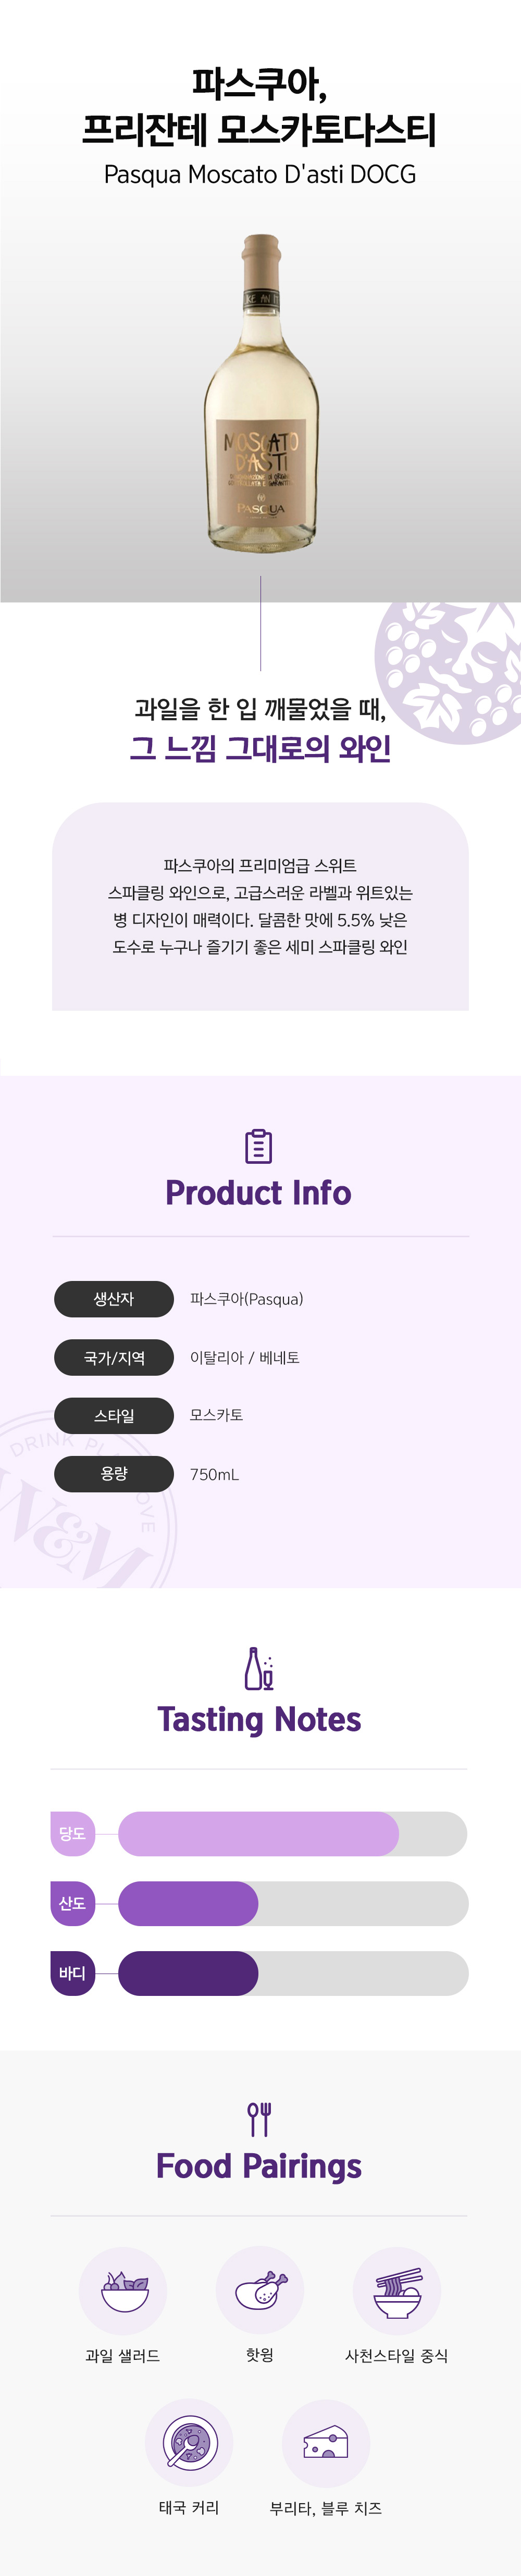 파스쿠아,
프리잔테 모스카토다스티
Pasqua Moscato D'asti DOCG
KE AN
MOSCATO
D'ASTI
PASQUA
과일을 한 입 깨물었을 때,
그 느낌 그대로의 와인
파스쿠아의 프리미엄급 스위트
스파클링 와인으로, 고급스러운 라벨과 위트있는
병 디자인이 매력이다. 달콤한 맛에 5.5% 낮은
도수로 누구나 즐기기 좋은 세미 스파클링 와인
Product Info
생산자 파스쿠아(Pasqua)
국가/지역 이탈리아 / 베네토
스타일 모스카토
용량 750mL
DRINK PL OVE
W&M
Tasting Notes
당도
산도
바디
Food Pairings
과일 샐러드 핫윙 사천스타일 중식
태국 커리 부리타, 블루 치즈